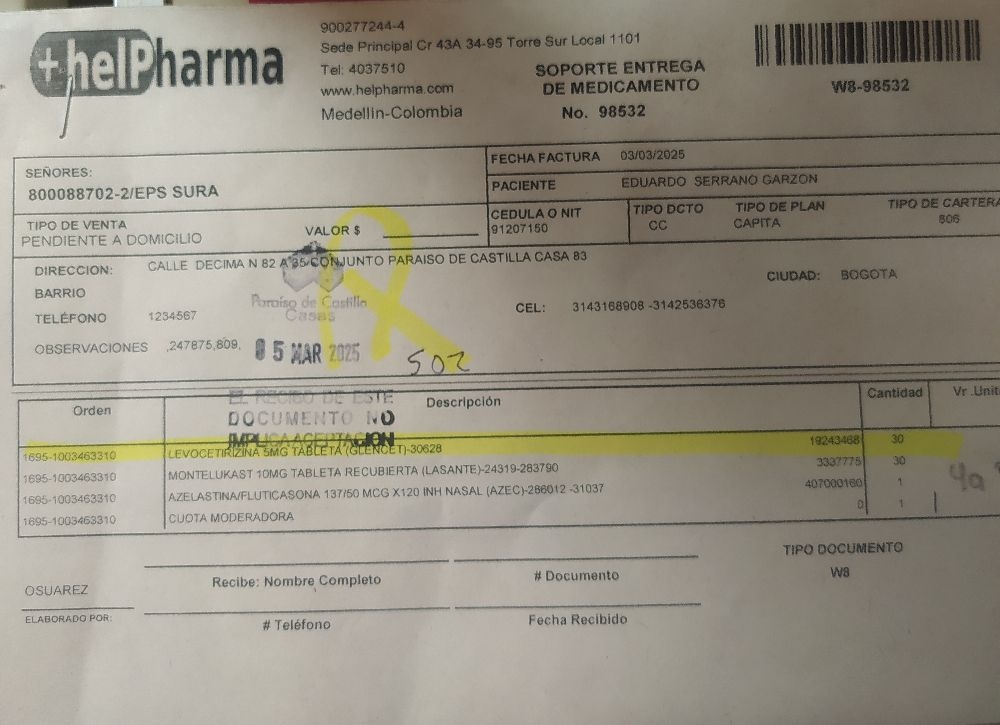 +helPharma
900277244-4
Sede Principal Cr 43A 34-95 Torre Sur Local 1101
Tel: 4037510
www.helpharma.com
Medellin-Colombia
SOPORTE ENTREGA
DE MEDICAMENTO
No. 98532
W8-98532
SEÑORES:
800088702-2/EPS SURA
FECHA FACTURA 03/03/2025
PACIENTE EDUARDO SERRANO GARZON
TIPO DE VENTA
PENDIENTE A DOMICILIO
VALOR $
CEDULA O NIT
91207150
TIPO DCTO
CC
TIPO DE PLAN
CAPITA
TIPO DE CARTERA
506
DIRECCION: CALLE DECIMA N 82 A 35/CONJUNTO PARAISO DE CASTILLA CASA 83
CIUDAD: BOGOTA
BARRIO
Paraíso de Castilla
Casas
TELÉFONO 1234567
CEL: 3143168908 -3142536376
OBSERVACIONES ,247875,809,
05 MAR 2025
502
EL RECIBO DE ESTE
DOCUMENTO NO
IMPLICA ACEPTACION
Orden Descripción Cantidad Vr.Unit
1695-1003463310 LEVOCETIRIZINA 5MG TABLETA (GLENCET)-30628 19243468 30
1695-1003463310 MONTELUKAST 10MG TABLETA RECUBIERTA (LASANTE)-24319-283790 3337775 30
1695-1003463310 AZELASTINA/FLUTICASONA 137/50 MCG X120 INH NASAL (AZEC)-286012 -31037 407000160 1
1695-1003463310 CUOTA MODERADORA 0 1
OSUAREZ
ELABORADO POR:
Recibe: Nombre Completo
# Documento
# Teléfono
Fecha Recibido
TIPO DOCUMENTO
W8